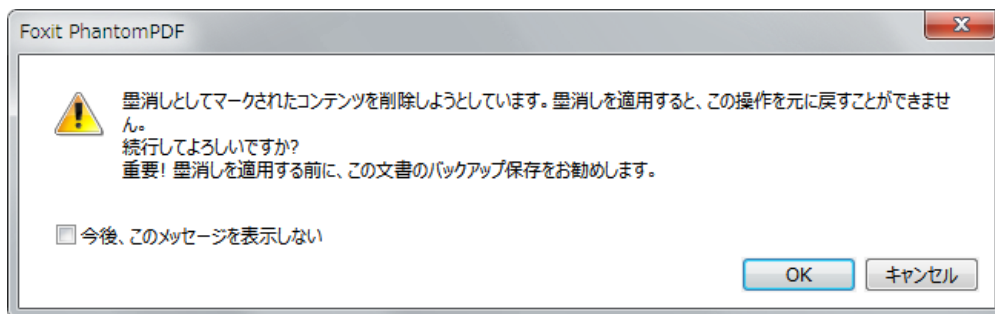 Foxit PhantomPDF
墨消しとしてマークされたコンテンツを削除しようとしています。墨消しを適用すると、この操作を元に戻すことができませ
ん。
続行してよろしいですか?
重要! 墨消しを適用する前に、この文書のバックアップ保存をお勧めします。
今後、このメッセージを表示しない
OK
キャンセル